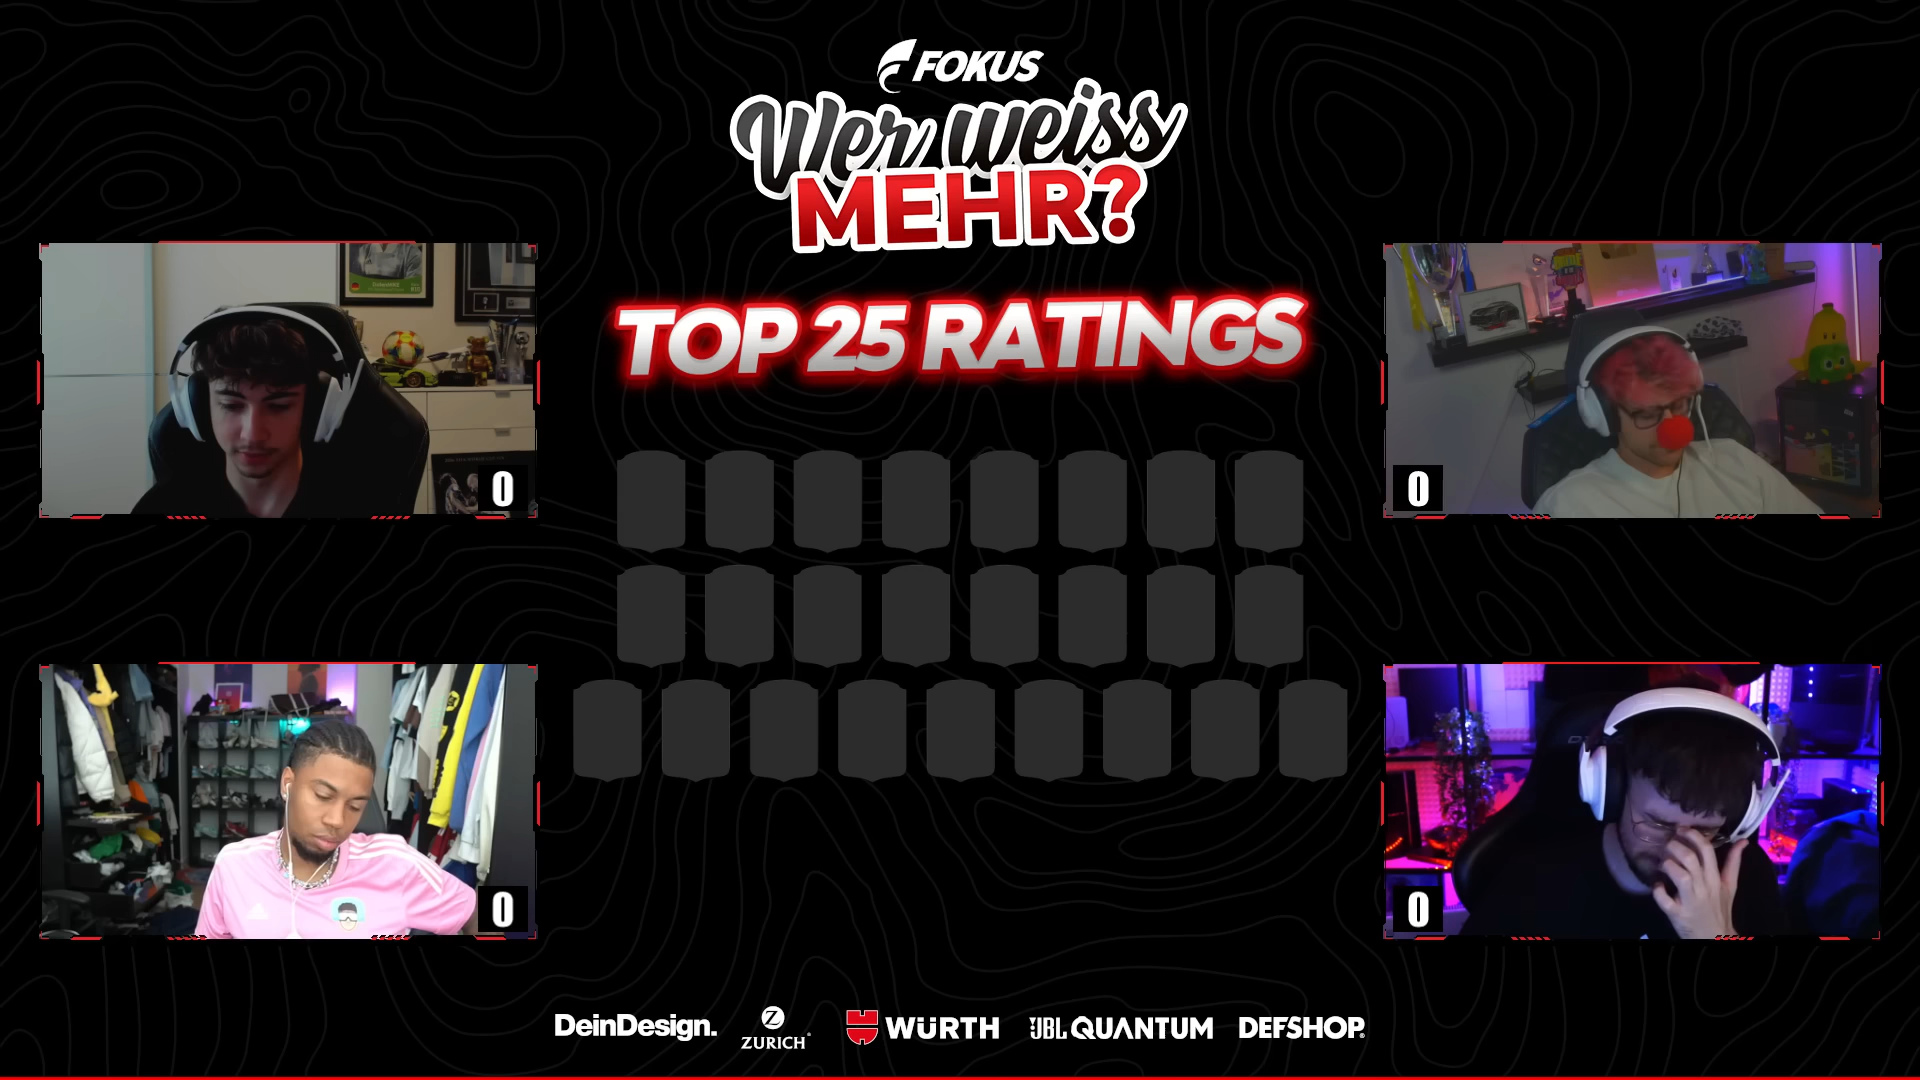 FOKUS
Wer weiss
MEHR?
TOP 25 RATINGS
0
0
0
0
DeinDesign.
Z
ZURICH
WÜRTH
JBL QUANTUM
DEFSHOP.